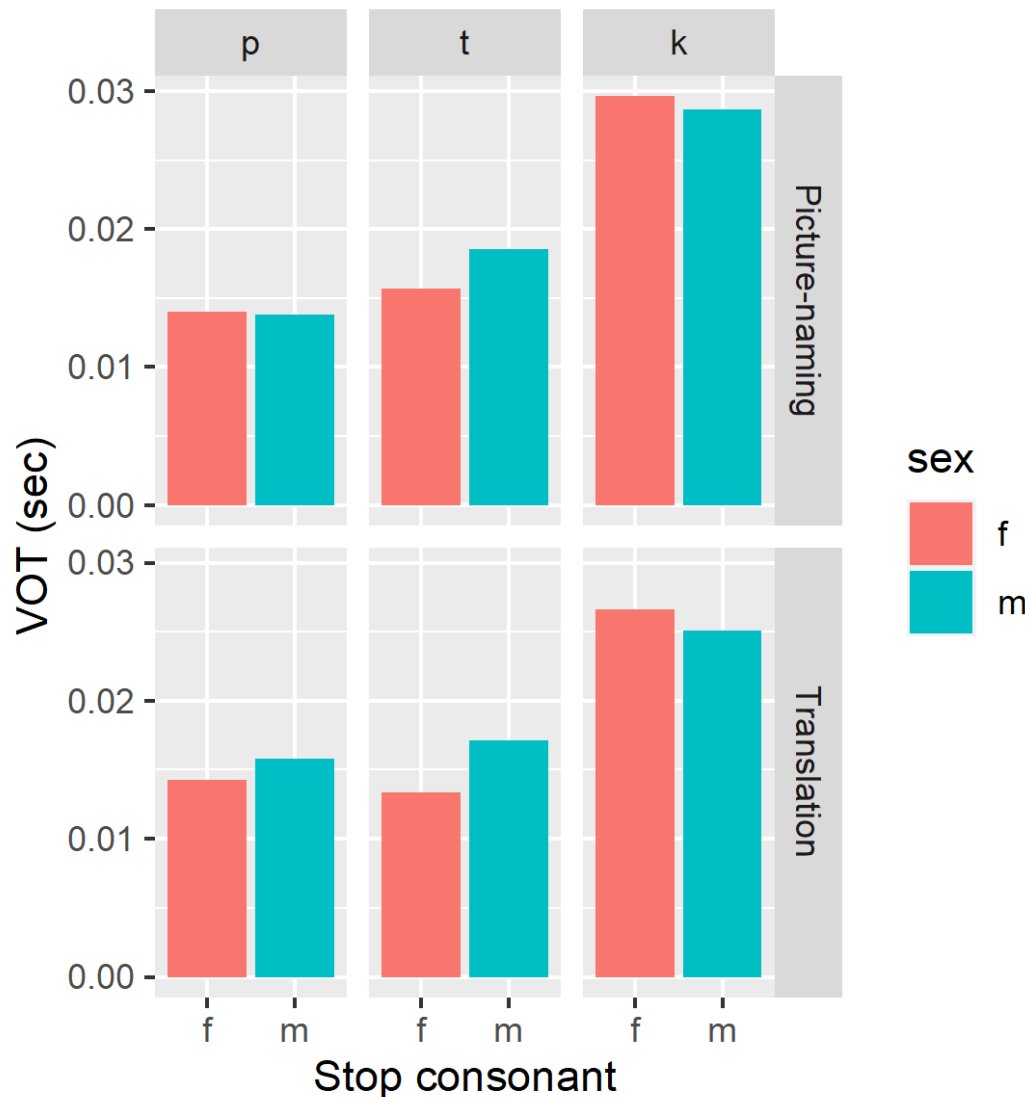 p t k
0.03
0.02
0.01
0.00
Picture-naming
0.03
0.02
0.01
0.00
Translation
f m f m f m
Stop consonant
VOT (sec)
sex
f
m